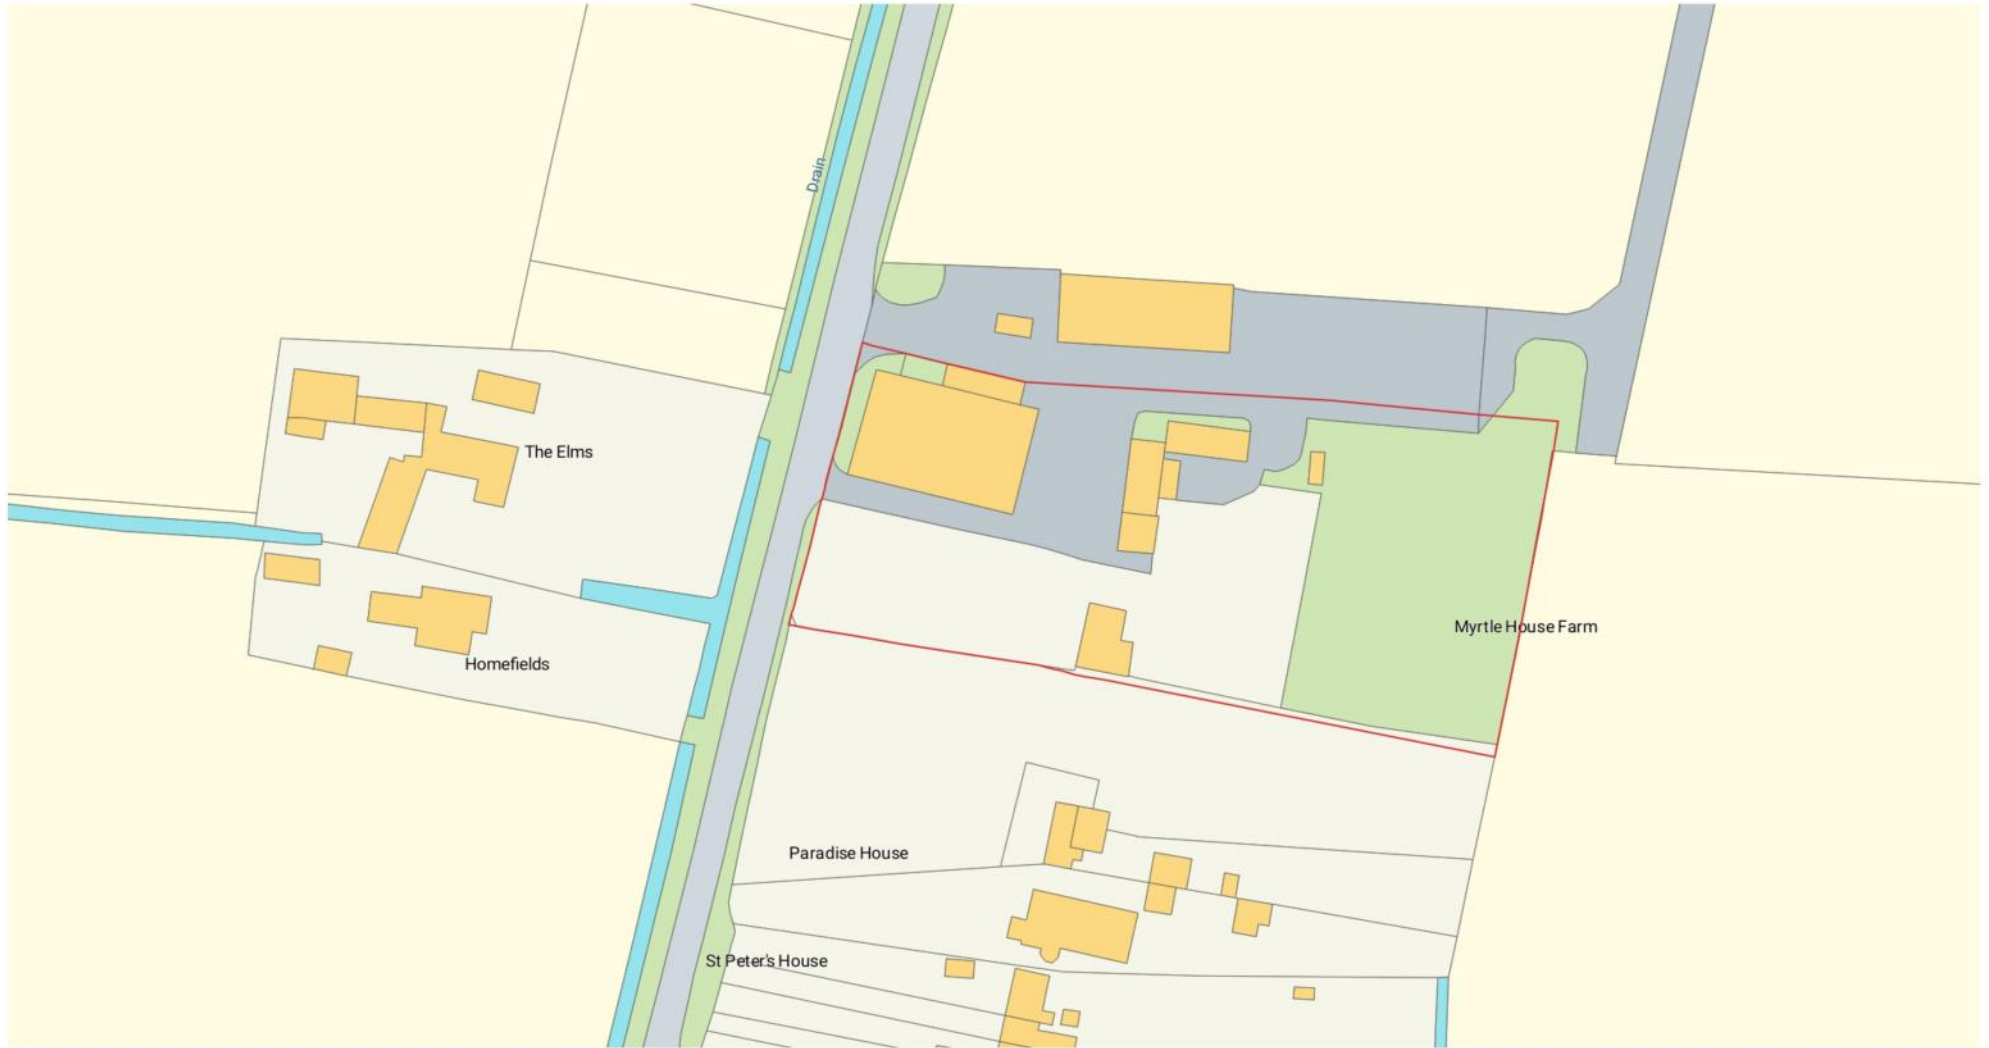 Drain
The Elms
Myrtle House Farm
Homefields
Paradise House
St Peter's House